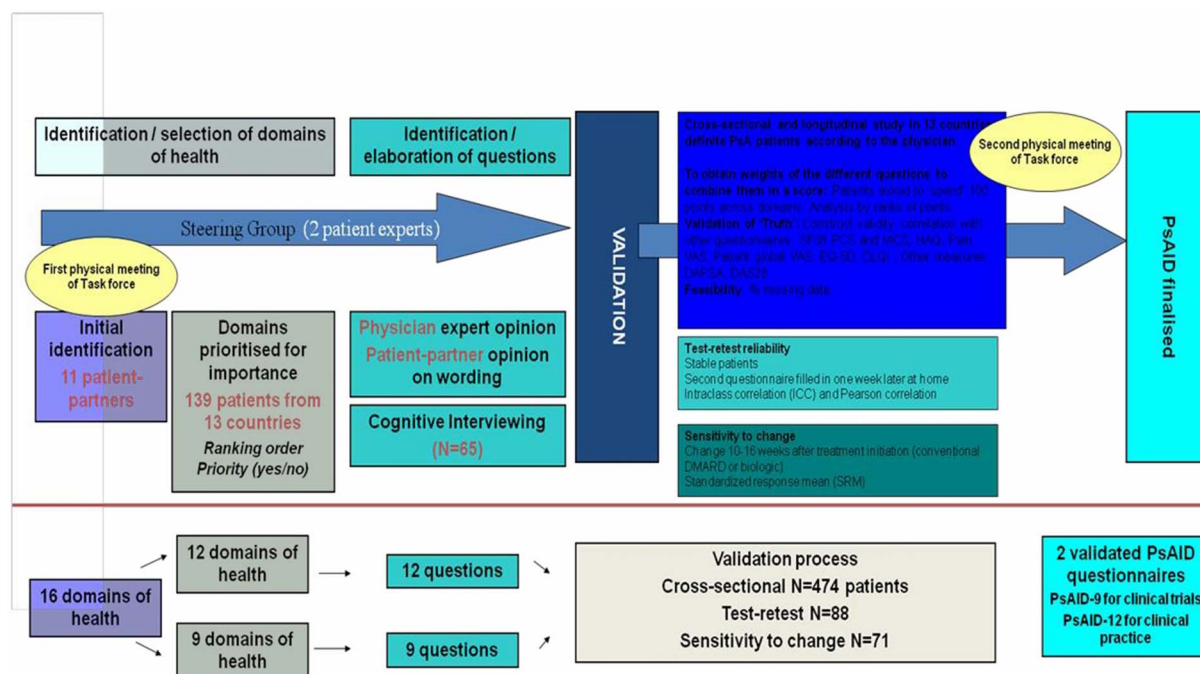 Identification / selection of domains
of health
Identification /
elaboration of questions
Steering Group (2 patient experts)
First physical meeting
of Task force
Initial
identification
11 patient-
partners
Domains
prioritised for
importance
139 patients from
13 countries
Ranking order
Priority (yes/no)
Physician expert opinion
Patient-partner opinion
on wording
Cognitive Interviewing
(N=65)
VALIDATION
Cross-sectional and longitudinal study in 13 countries
definite PsA patients according to the physician
To obtain weights of the different questions to
combine them in a score: Patients asked to 'spend' 100
points across domains. Analysis by ranks of points
Validation of 'Truth': Construct validity, correlation with
other questionnaires: SF36 PCS and MCS, HAQ, Pain
VAS, Patient global VAS, EQ-5D, DLQI, Other measures:
DAPSA, DAS28
Feasibility: % missing data
Test-retest reliability
Stable patients
Second questionnaire filled in one week later at home
Intraclass correlation (ICC) and Pearson correlation
Sensitivity to change
Change 10-16 weeks after treatment initiation (conventional
DMARD or biologic)
Standardized response mean (SRM)
Second physical meeting
of Task force
PsAID finalised
16 domains of
health
12 domains of
health
9 domains of
health
12 questions
9 questions
Validation process
Cross-sectional N=474 patients
Test-retest N=88
Sensitivity to change N=71
2 validated PsAID
questionnaires
PsAID-9 for clinical trials
PsAID-12 for clinical
practice